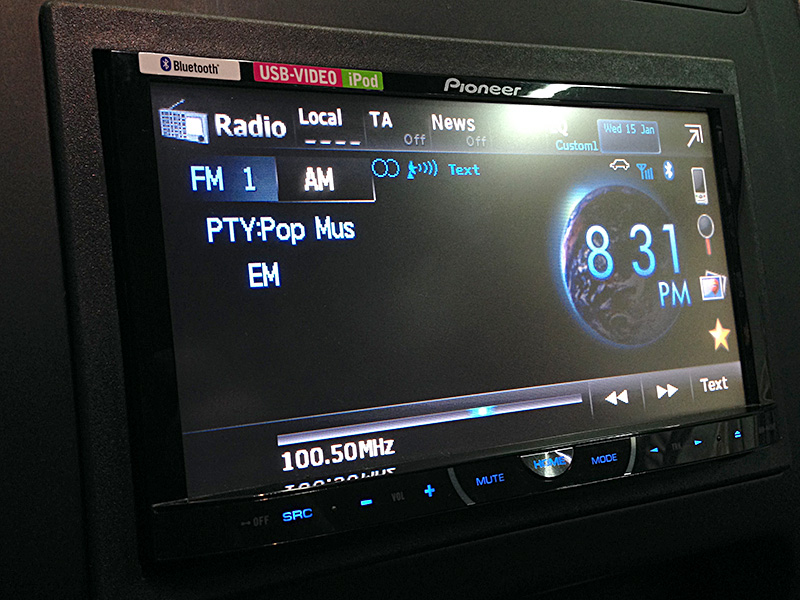 Bluetooth
USB-VIDEO iPod
Pioneer
Radio Local TA Off News Off Custom1 Wed 15 Jan
FM 1 AM Text
PTY:Pop Mus
EM
8 31
PM
Text
100.50MHz
OFF SRC VOL MUTE HOME MODE